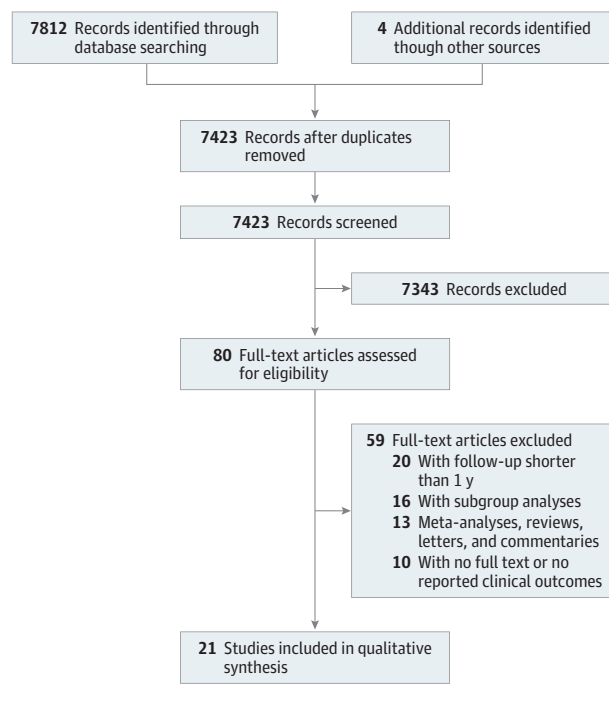 7812 Records identified through
database searching
4 Additional records identified
though other sources
7423 Records after duplicates
removed
7423 Records screened
7343 Records excluded
80 Full-text articles assessed
for eligibility
59 Full-text articles excluded
20 With follow-up shorter
than 1 y
16 With subgroup analyses
13 Meta-analyses, reviews,
letters, and commentaries
10 With no full text or no
reported clinical outcomes
21 Studies included in qualitative
synthesis